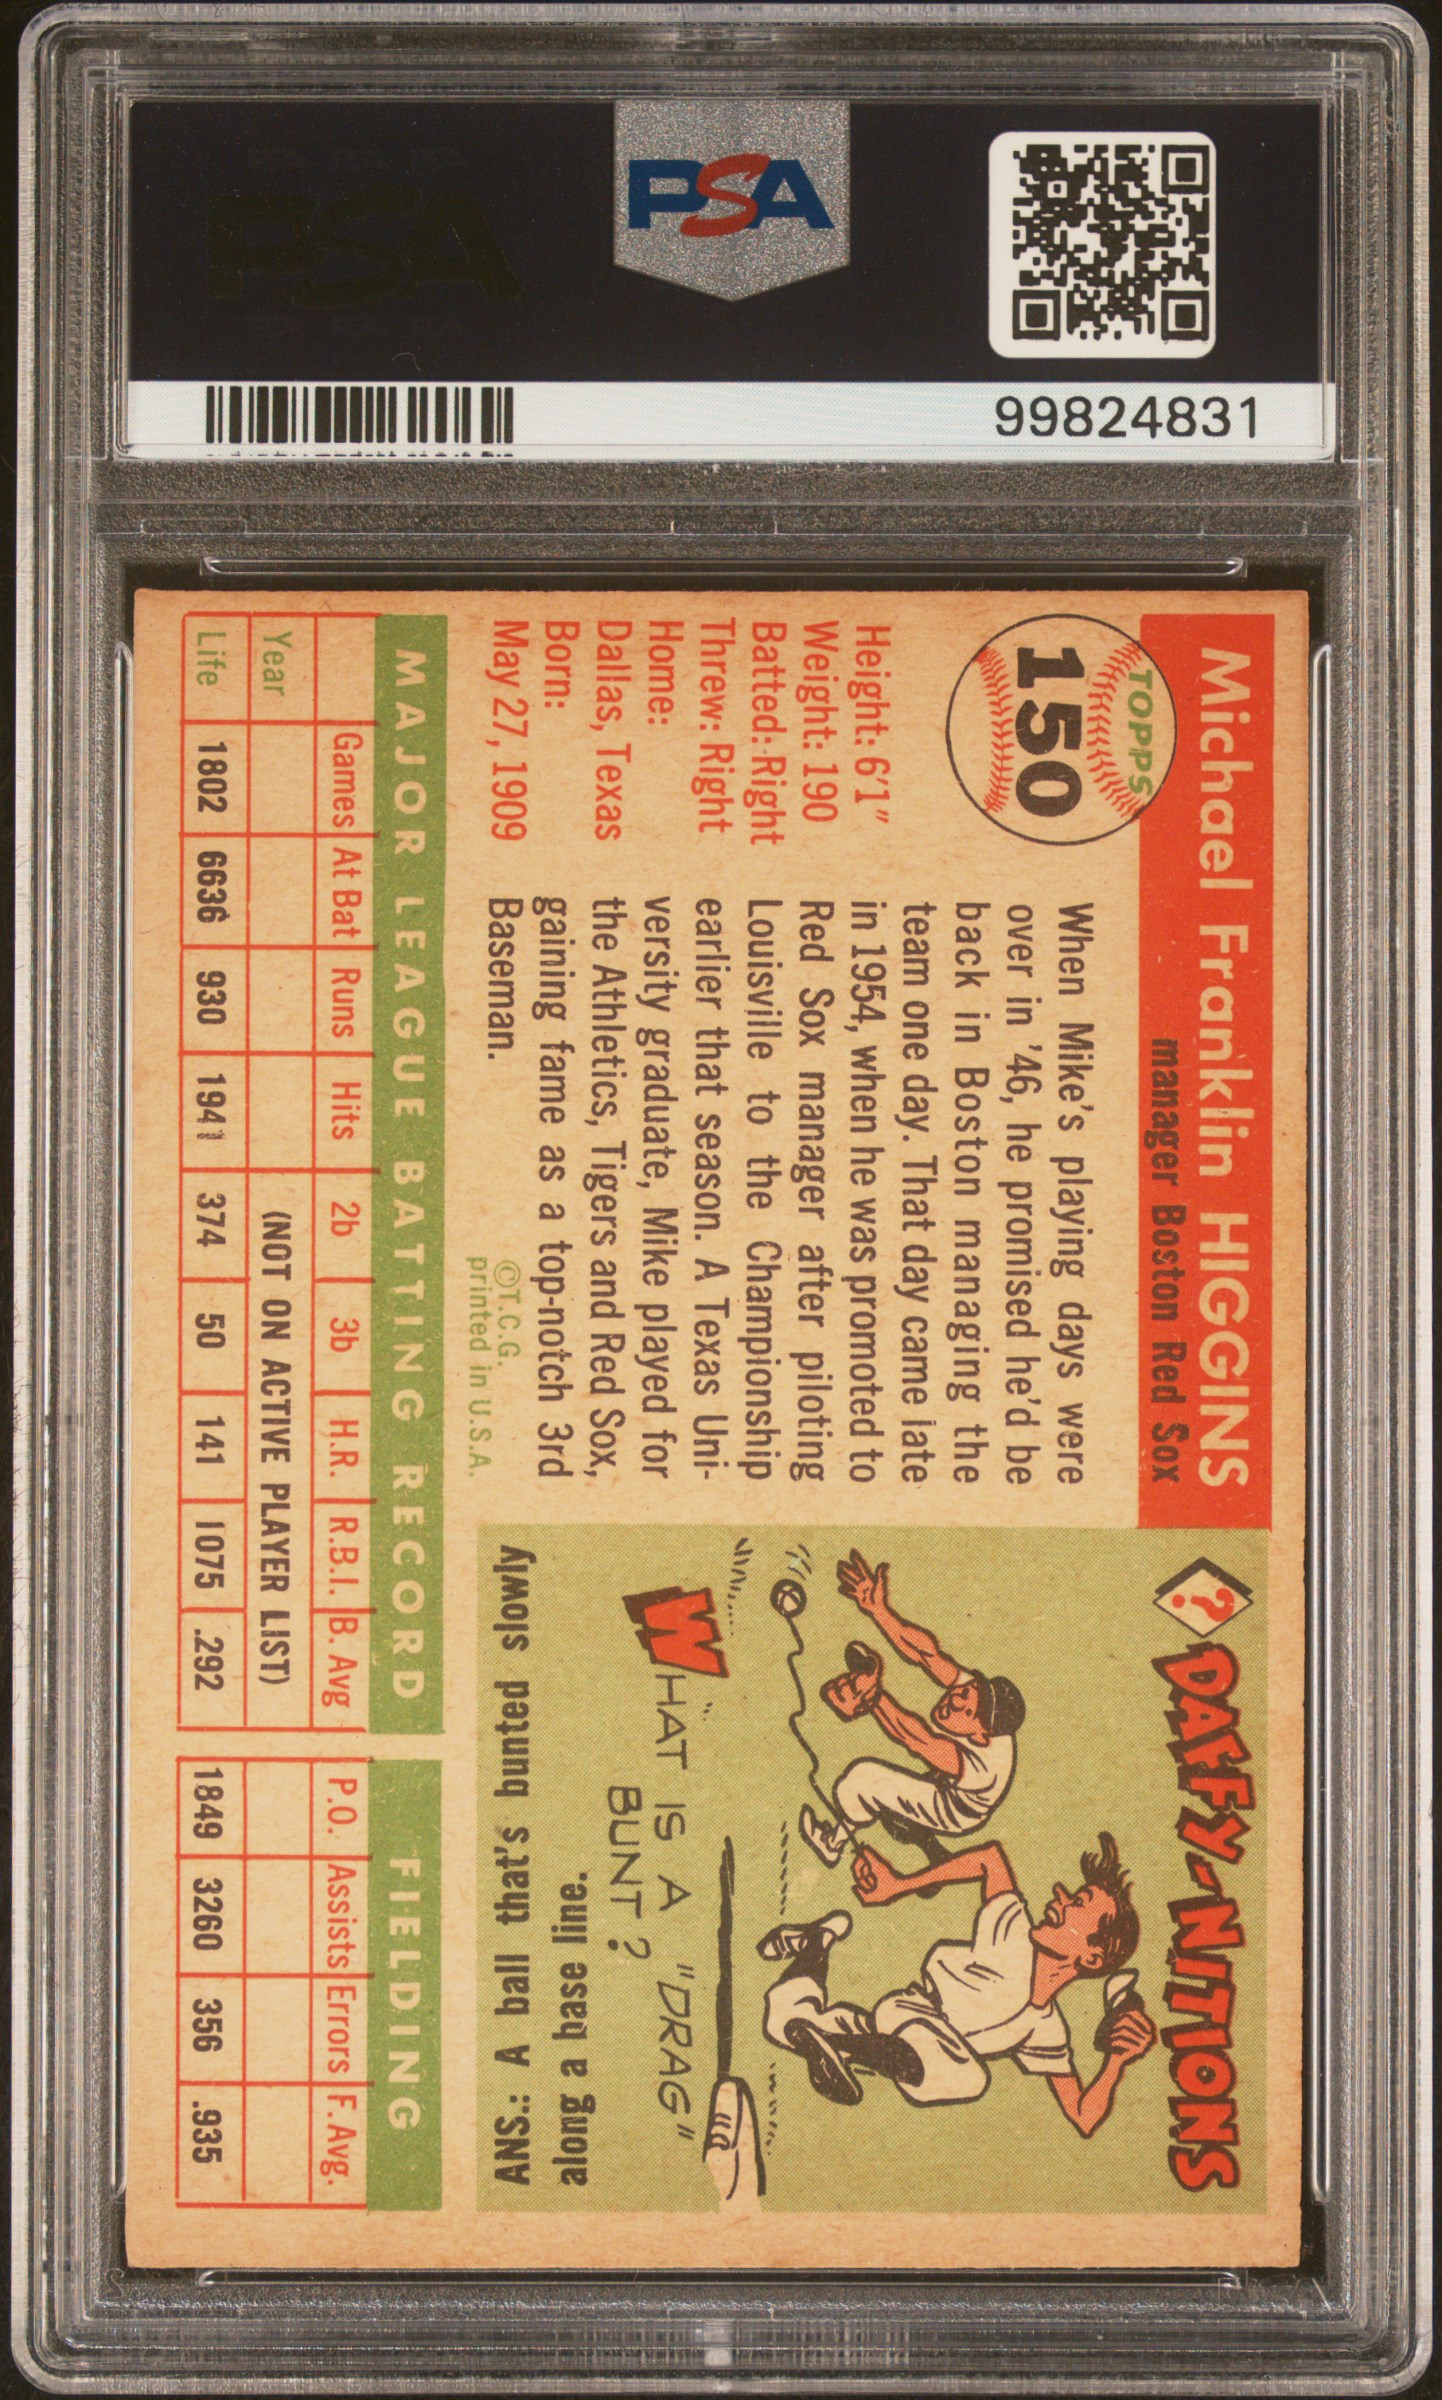 PSA
99824831
Michael Franklin HIGGINS
manager Boston Red Sox
TOPPS
150
Height: 6'1"
Weight: 190
Batted: Right
Threw: Right
Home:
Dallas, Texas
Born:
May 27, 1909
When Mike's playing days were
over in '46, he promised he'd be
back in Boston managing the
team one day. That day came late
in 1954, when he was promoted to
Red Sox manager after piloting
Louisville to the Championship
earlier that season. A Texas Uni-
versity graduate, Mike played for
the Athletics, Tigers and Red Sox,
gaining fame as a top-notch 3rd
Baseman.
©T.C.G.
printed in U.S.A.
? DAFFY-NITIONS
WHAT IS A "DRAG"
BUNT?
ANS.: A ball that's bunted slowly
along a base line.
MAJOR LEAGUE BATTING RECORD
Games At Bat Runs Hits 2b 3b H.R. R.B.I. B. Avg
Year (NOT ON ACTIVE PLAYER LIST)
Life 1802 6636 930 1941 374 50 141 1075 .292
FIELDING
P.O. Assists Errors F. Avg.
1849 3260 356 .935